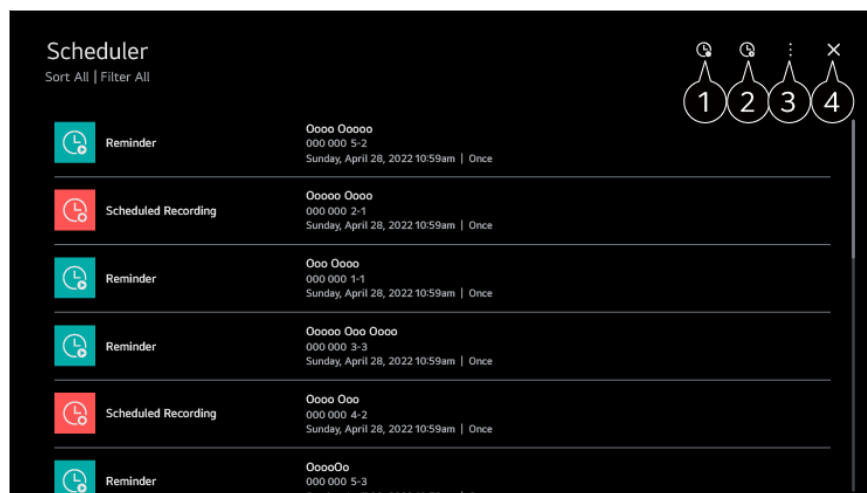 Scheduler
Sort All | Filter All
1 2 3 4
Reminder
Oooo Ooooo
000 000 5-2
Sunday, April 28, 2022 10:59am | Once
Scheduled Recording
Ooooo Oooo
000 000 2-1
Sunday, April 28, 2022 10:59am | Once
Reminder
Ooo Oooo
000 000 1-1
Sunday, April 28, 2022 10:59am | Once
Reminder
Ooooo Ooo Oooo
000 000 3-3
Sunday, April 28, 2022 10:59am | Once
Scheduled Recording
Oooo Ooo
000 000 4-2
Sunday, April 28, 2022 10:59am | Once
Reminder
OoooOo
000 000 5-3